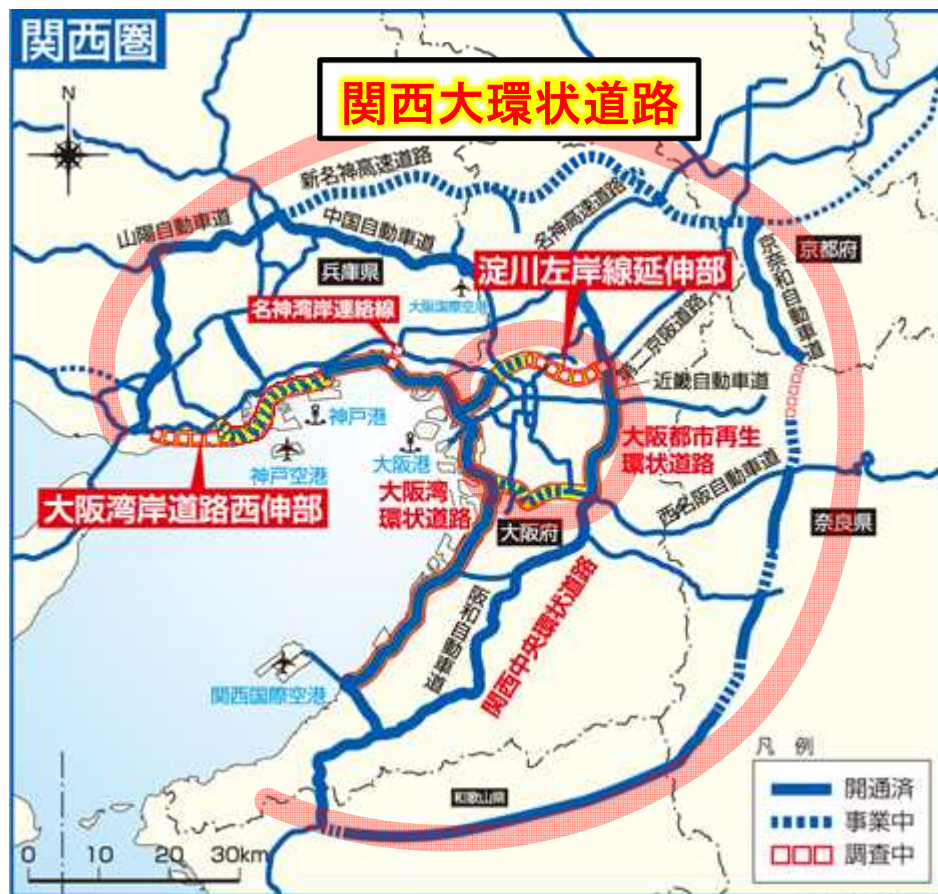 関西圏
関西大環状道路
N
新名神高速道路
山陽自動車道
中国自動車道
名神高速道路
京都府
兵庫県
淀川左岸線延伸部
京奈和自動車道
名神湾岸連絡線
大阪国際空港
第二京阪道路
近畿自動車道
神戸港
大阪都市再生
環状道路
大阪港
神戸空港
西名阪自動車道
大阪湾岸道路西伸部
大阪湾
環状道路
大阪府
奈良県
阪和自動車道
関西中央環状道路
関西国際空港
凡 例
開通済
事業中
調査中
和歌山県
0 10 20 30km